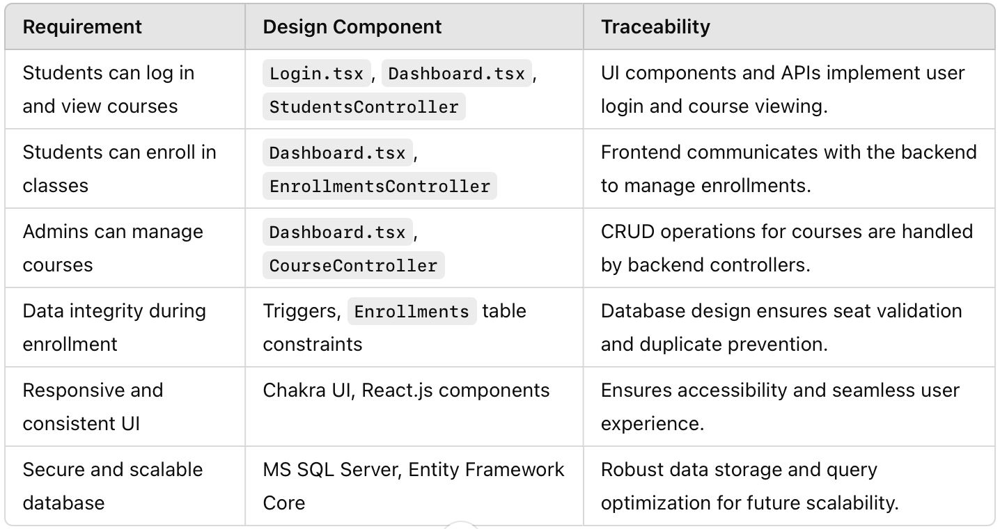 Requirement Design Component Traceability
Students can log in Login.tsx, Dashboard.tsx, UI components and APIs implement user
and view courses StudentsController login and course viewing.
Students can enroll in Dashboard.tsx, Frontend communicates with the backend
classes EnrollmentsController to manage enrollments.
Admins can manage Dashboard.tsx, CRUD operations for courses are handled
courses CourseController by backend controllers.
Data integrity during Triggers, Enrollments table Database design ensures seat validation
enrollment constraints and duplicate prevention.
Responsive and Chakra UI, React.js components Ensures accessibility and seamless user
consistent UI experience.
Secure and scalable MS SQL Server, Entity Framework Robust data storage and query
database Core optimization for future scalability.